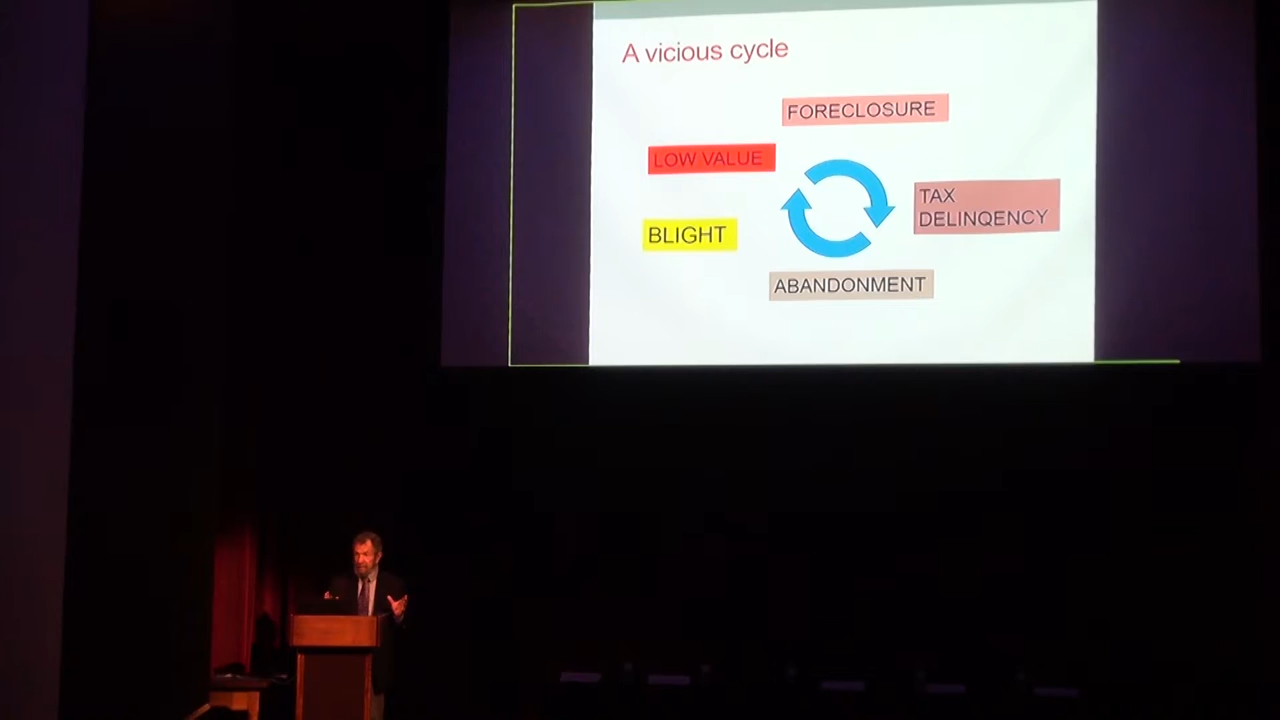 A vicious cycle
FORECLOSURE
LOW VALUE
TAX
DELINQENCY
BLIGHT
ABANDONMENT